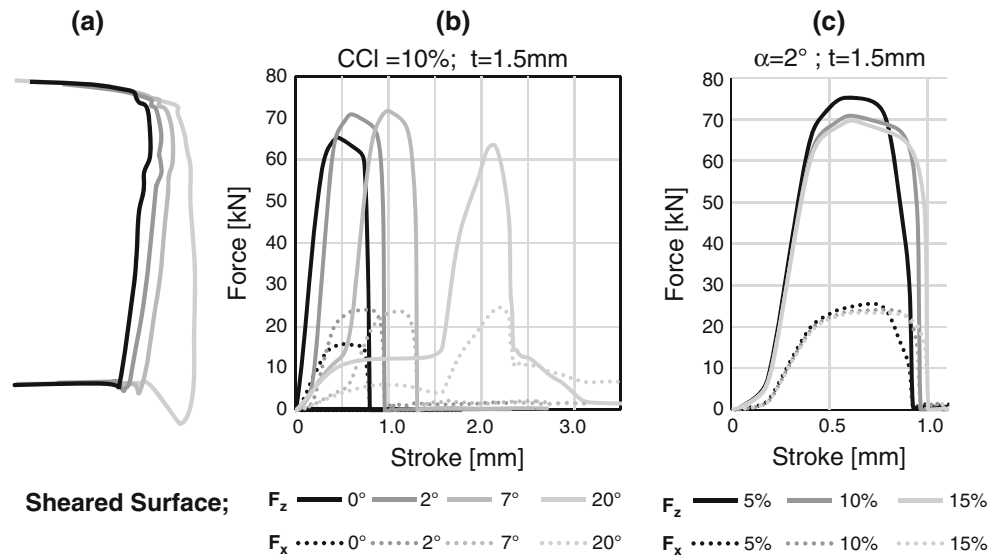 (a)
(b)
(c)
CCl =10%; t=1.5mm
α=2° ; t=1.5mm
Force [kN]
80
70
60
50
40
30
20
10
0
0
1.0
2.0
3.0
Stroke [mm]
Force [kN]
80
70
60
50
40
30
20
10
0
0
0.5
1.0
Stroke [mm]
Sheared Surface;
Fz 0° 2° 7° 20°
Fx 0° 2° 7° 20°
Fz 5% 10% 15%
Fx 5% 10% 15%